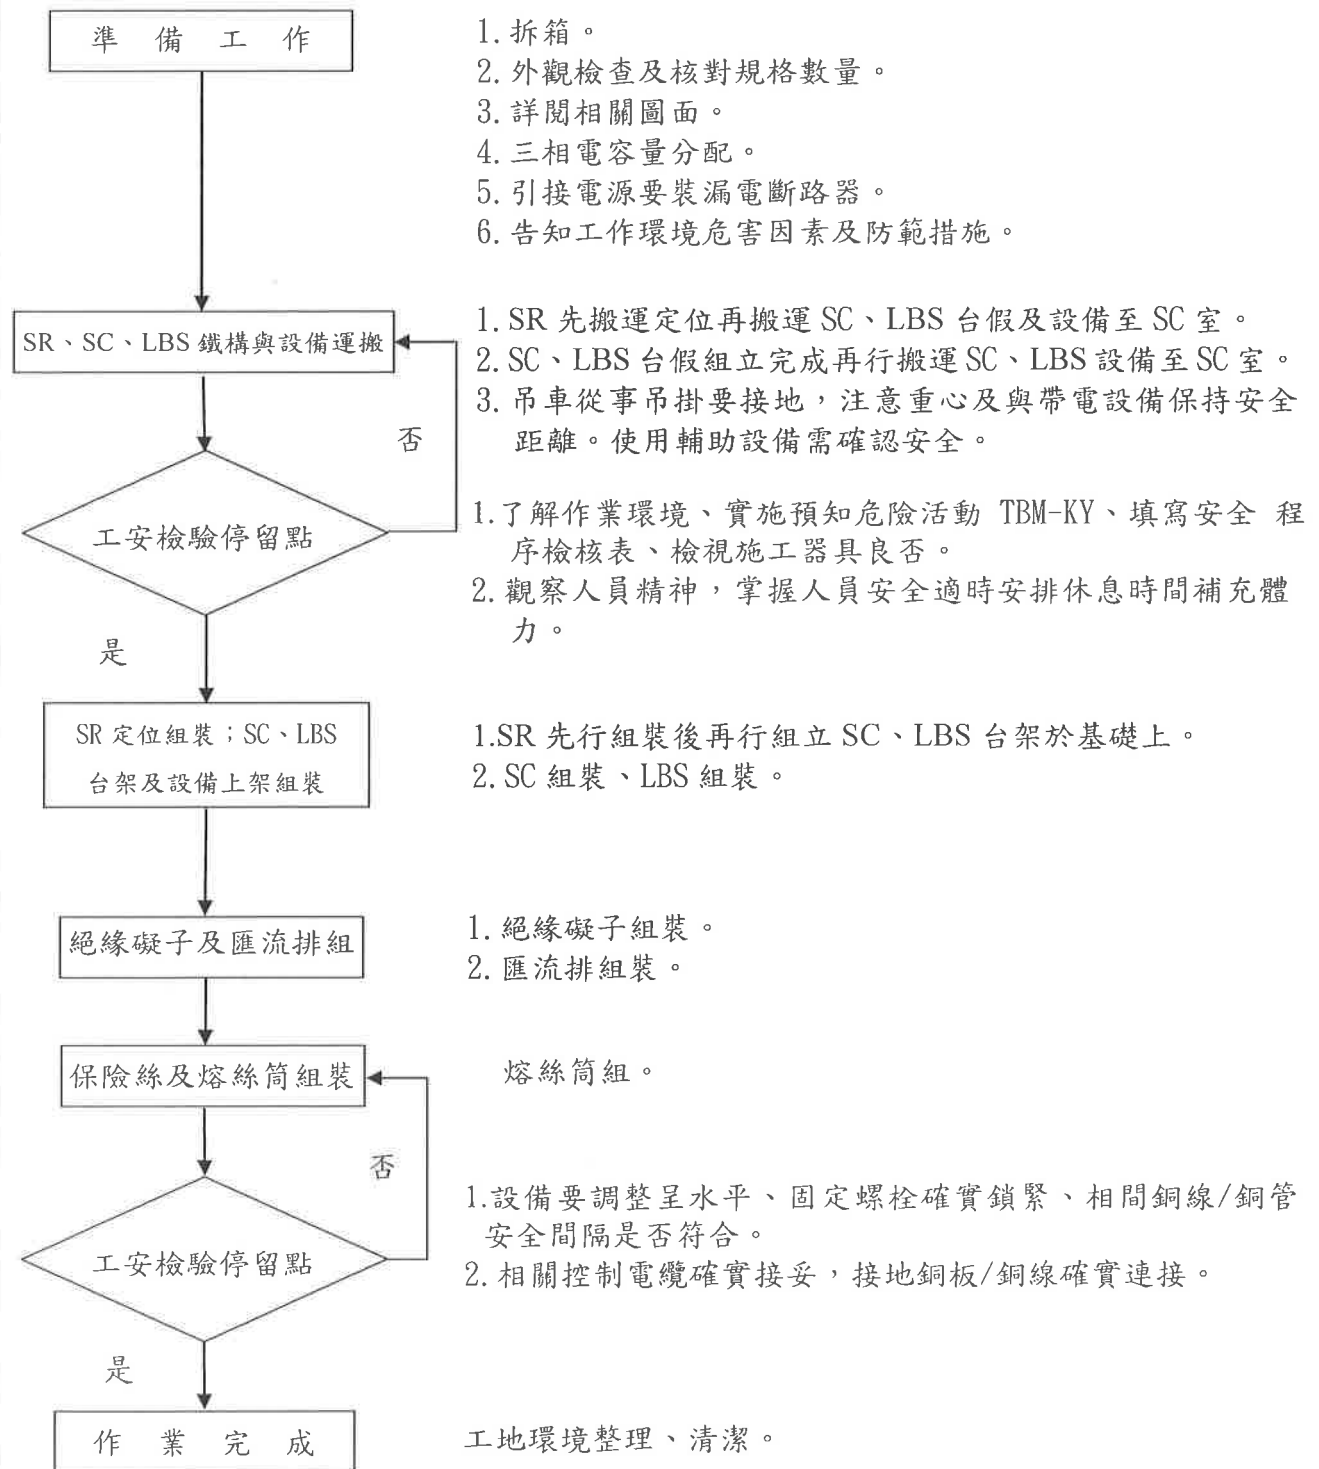 準 備 工 作
1.拆箱。
2.外觀檢查及核對規格數量。
3.詳閱相關圖面。
4.三相電容量分配。
5.引接電源要裝漏電斷路器。
6.告知工作環境危害因素及防範措施。
SR、SC、LBS 鐵構與設備運搬
1.SR 先搬運定位再搬運 SC、LBS 台假及設備至 SC 室。
2.SC、LBS 台假組立完成再行搬運 SC、LBS 設備至 SC 室。
3.吊車從事吊掛要接地，注意重心及與帶電設備保持安全
距離。使用輔助設備需確認安全。
否
工安檢驗停留點
1.了解作業環境、實施預知危險活動 TBM-KY、填寫安全 程
序檢核表、檢視施工器具良否。
2.觀察人員精神，掌握人員安全適時安排休息時間補充體
力。
是
SR 定位組裝；SC、LBS
台架及設備上架組裝
1.SR 先行組裝後再行組立 SC、LBS 台架於基礎上。
2.SC 組裝、LBS 組裝。
絕緣礙子及匯流排組
1.絕緣礙子組裝。
2.匯流排組裝。
保險絲及熔絲筒組裝
熔絲筒組。
否
工安檢驗停留點
1.設備要調整呈水平、固定螺栓確實鎖緊、相間銅線/銅管
安全間隔是否符合。
2.相關控制電纜確實接妥，接地銅板/銅線確實連接。
是
作 業 完 成
工地環境整理、清潔。